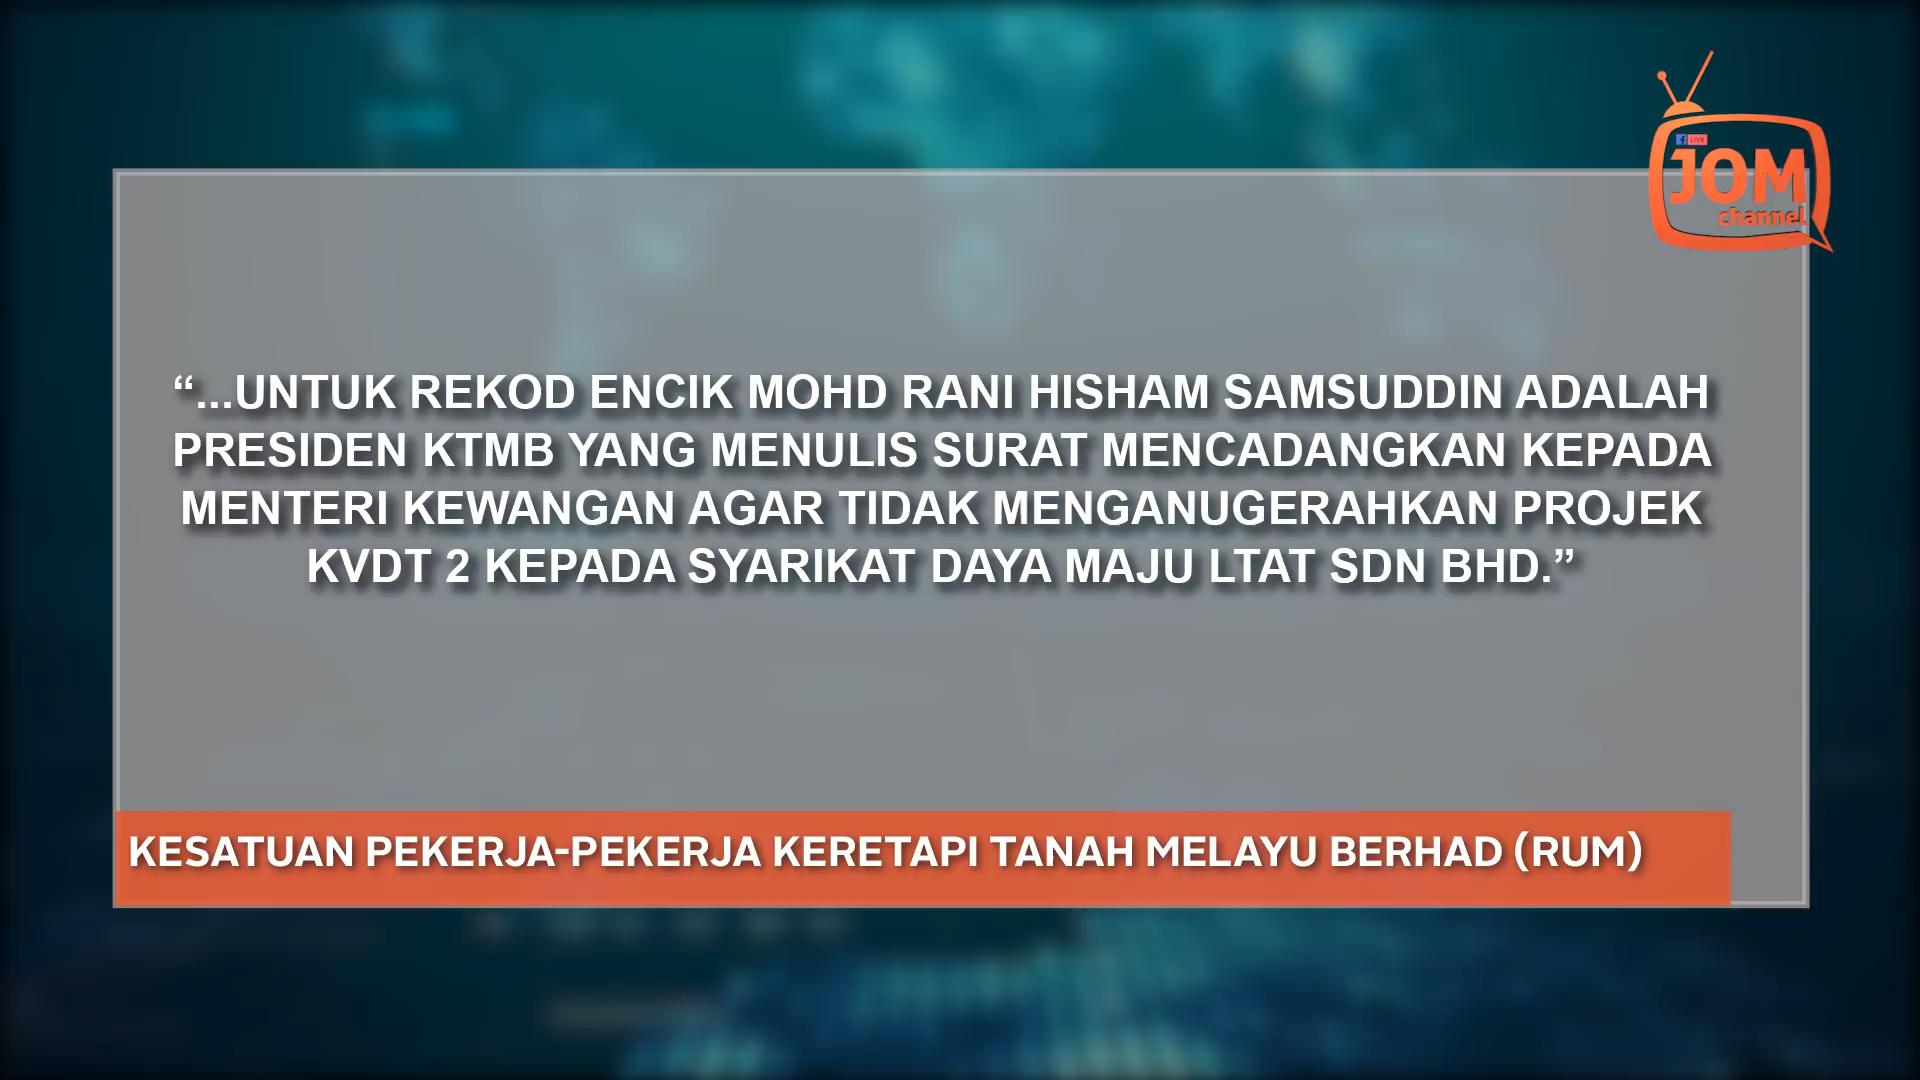 LIVE
JOM
channel
“...UNTUK REKOD ENCIK MOHD RANI HISHAM SAMSUDDIN ADALAH
PRESIDEN KTMB YANG MENULIS SURAT MENCADANGKAN KEPADA
MENTERI KEWANGAN AGAR TIDAK MENGANUGERAHKAN PROJEK
KVDT 2 KEPADA SYARIKAT DAYA MAJU LTAT SDN BHD.”
KESATUAN PEKERJA-PEKERJA KERETAPI TANAH MELAYU BERHAD (RUM)